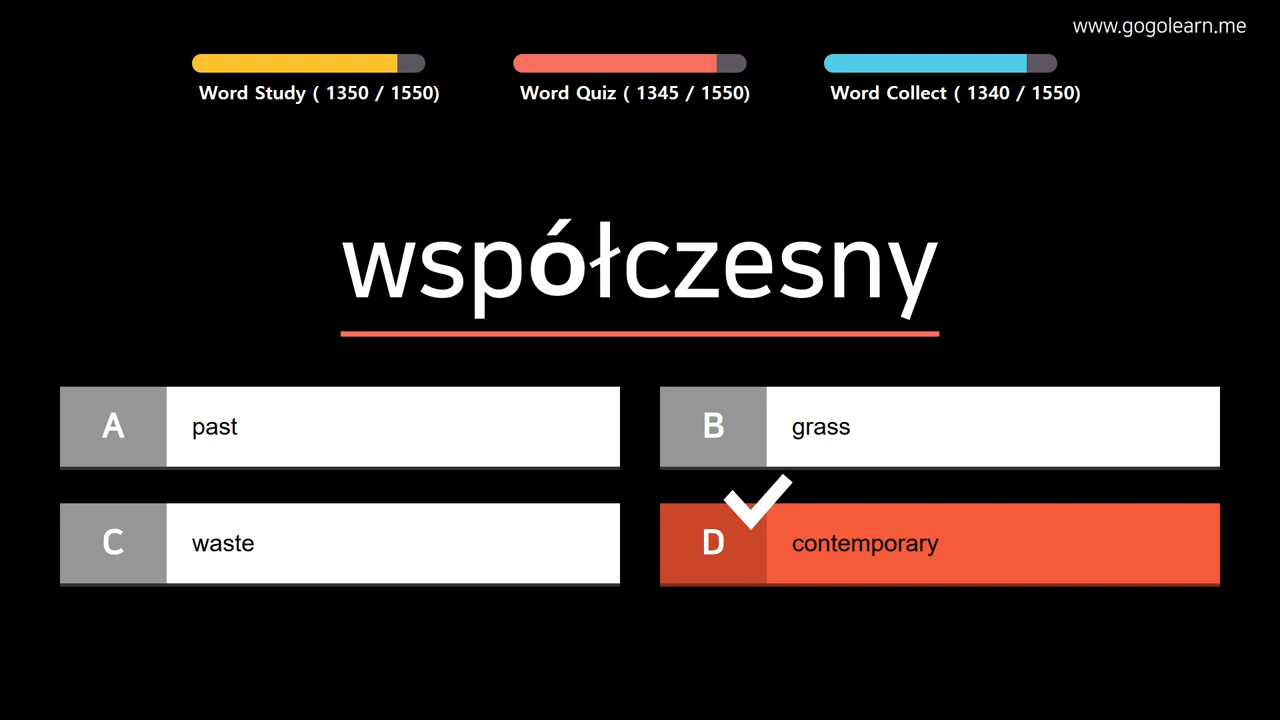 www.gogolearn.me
Word Study ( 1350 / 1550)
Word Quiz ( 1345 / 1550)
Word Collect ( 1340 / 1550)
współczesny
A past
B grass
C waste
D contemporary